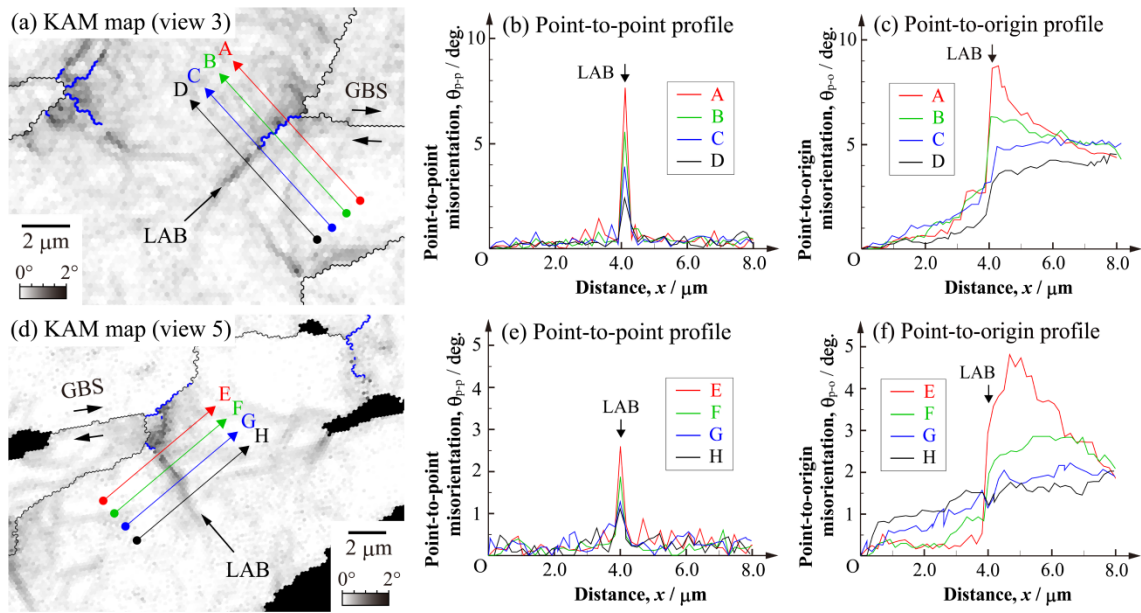 (a) KAM map (view 3)
A
B
C
D
GBS
LAB
2 μm
0° 2°
(b) Point-to-point profile
Point-to-point
misorientation, θp-p / deg.
10
5
O
2.0 4.0 6.0 8.0
Distance, x / μm
LAB
A
B
C
D
(c) Point-to-origin profile
Point-to-origin
misorientation, θp-o / deg.
10
5
O
2.0 4.0 6.0 8.0
Distance, x / μm
LAB
A
B
C
D
(d) KAM map (view 5)
GBS
E
F
G
H
LAB
2 μm
0° 2°
(e) Point-to-point profile
Point-to-point
misorientation, θp-p / deg.
5
4
3
2
1
O
2.0 4.0 6.0 8.0
Distance, x / μm
LAB
E
F
G
H
(f) Point-to-origin profile
Point-to-origin
misorientation, θp-o / deg.
5
4
3
2
1
O
2.0 4.0 6.0 8.0
Distance, x / μm
LAB
E
F
G
H